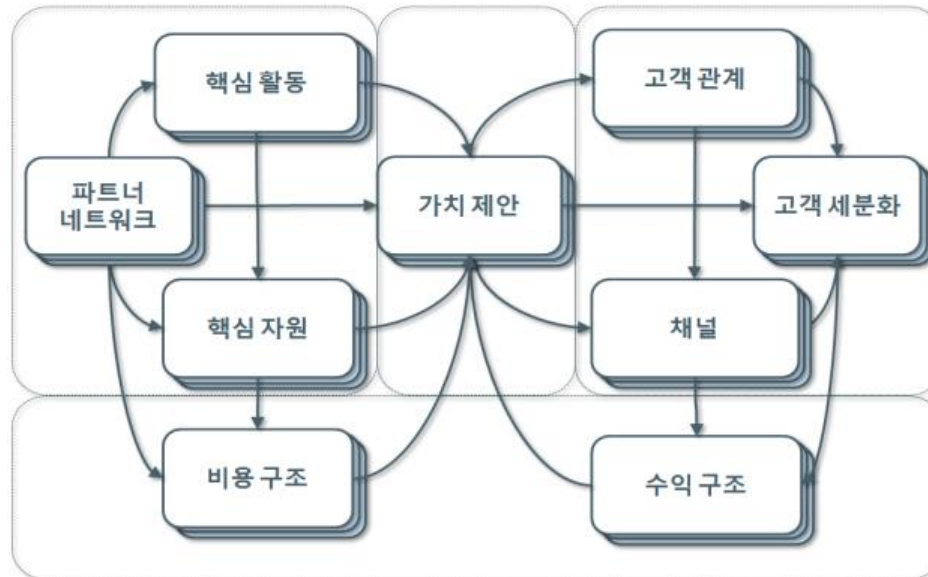 핵심 활동
고객 관계
파트너
네트워크
가치 제안
고객 세분화
핵심 자원
채널
비용 구조
수익 구조